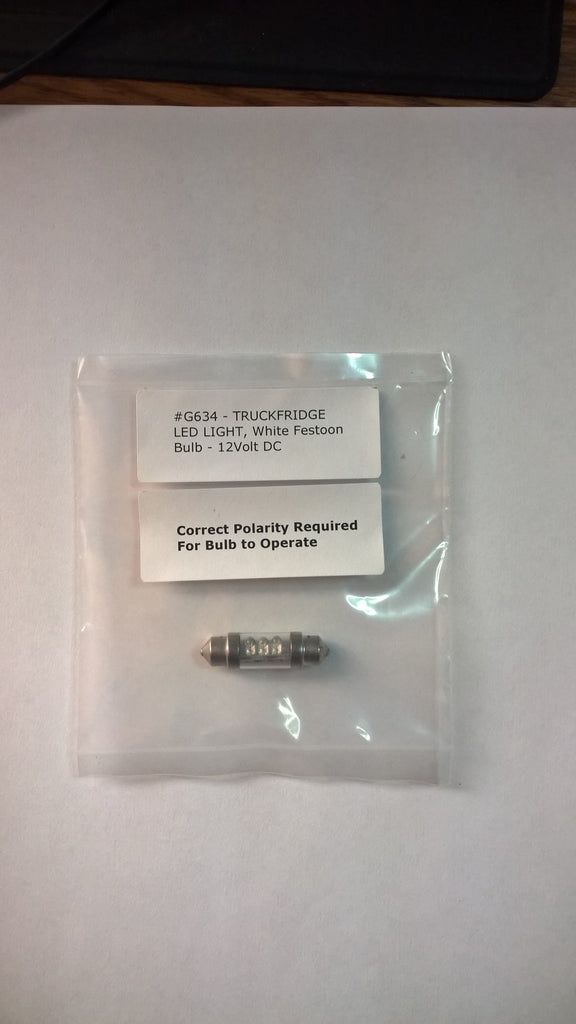 #G634 - TRUCKFRIDGE
LED LIGHT, White Festoon
Bulb - 12Volt DC
Correct Polarity Required
For Bulb to Operate